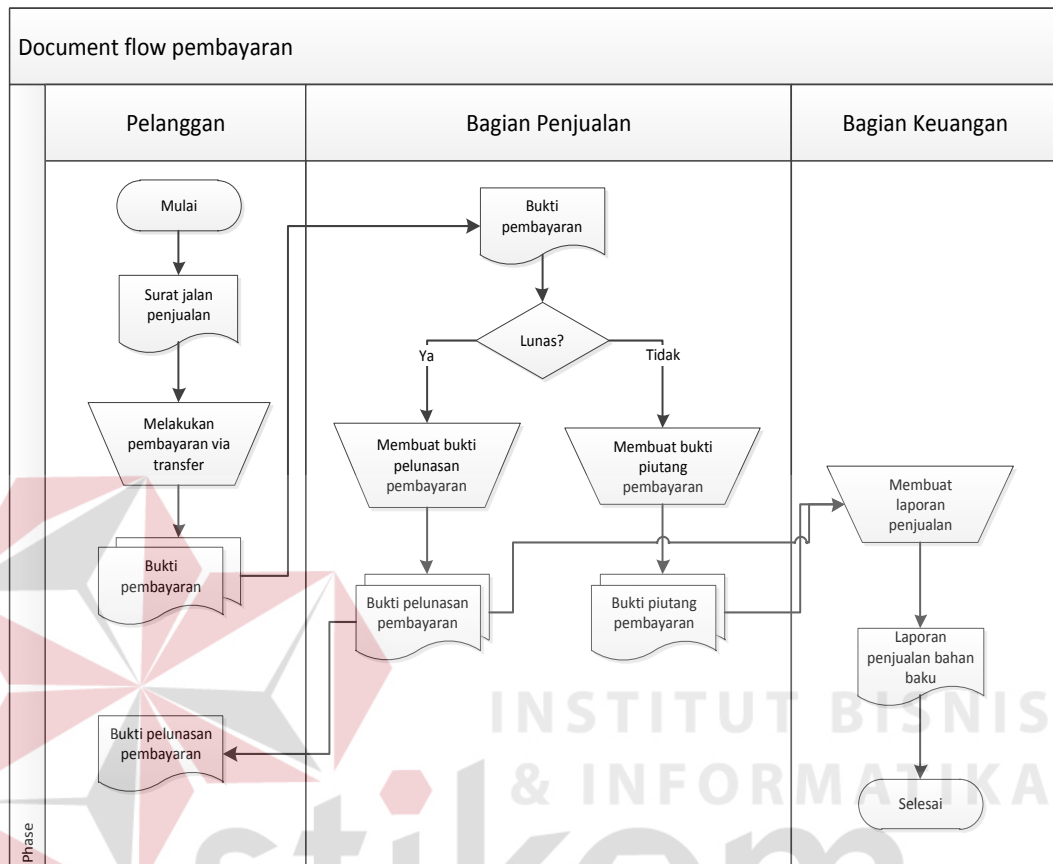 Document flow pembayaran
Pelanggan
Bagian Penjualan
Bagian Keuangan
Mulai
Surat jalan
penjualan
Melakukan
pembayaran via
transfer
Bukti
pembayaran
Bukti pelunasan
pembayaran
Bukti
pembayaran
Lunas?
Ya
Tidak
Membuat bukti
pelunasan
pembayaran
Membuat bukti
piutang
pembayaran
Bukti pelunasan
pembayaran
Bukti piutang
pembayaran
Membuat
laporan
penjualan
Laporan
penjualan bahan
baku
Selesai
Phase
INSTITUT BISNIS
& INFORMATIKA
stikom